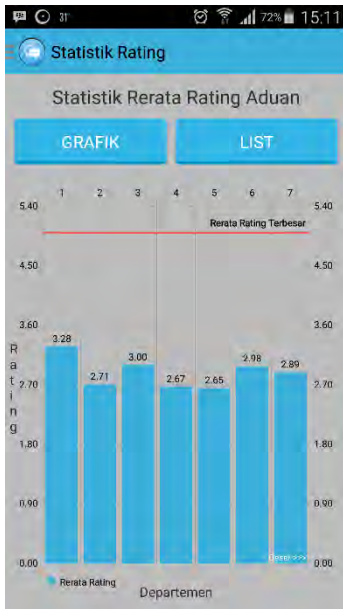 31°
72%
15:11
Statistik Rating
Statistik Rerata Rating Aduan
GRAFIK
LIST
1 2 3 4 5 6 7
5.40 5.40
Rerata Rating Terbesar
4.50 4.50
3.60 3.60
3.28
2.71
3.00
2.67
2.65
2.98
2.89
Rating
2.70 2.70
1.80 1.80
0.90 0.90
0.00 0.00
Rerata Rating
Departemen